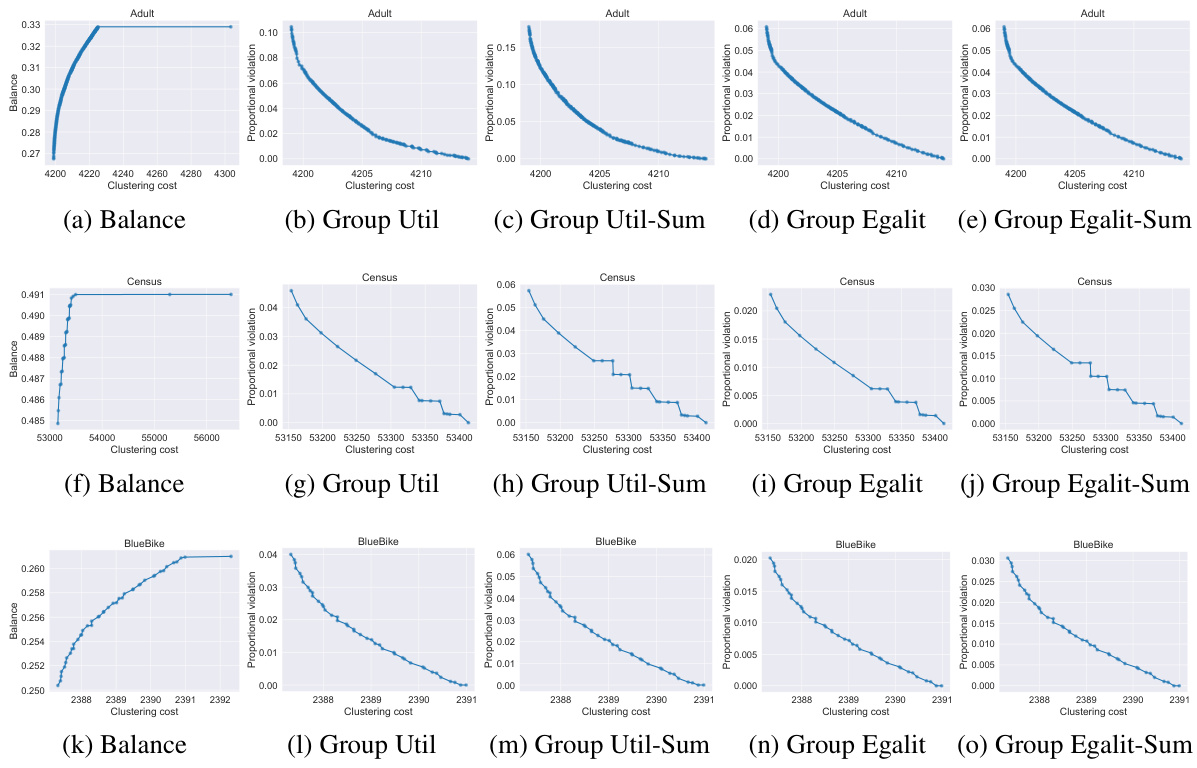 Adult
Balance
0.33
0.32
0.31
0.30
0.29
0.28
0.27
4200 4220 4240 4260 4280 4300
Clustering cost
(a) Balance
Adult
Proportional violation
0.10
0.08
0.06
0.04
0.02
0.00
4200 4205 4210
Clustering cost
(b) Group Util
Adult
Proportional violation
0.15
0.10
0.05
0.00
4200 4205 4210
Clustering cost
(c) Group Util-Sum
Adult
Proportional violation
0.06
0.05
0.04
0.03
0.02
0.01
0.00
4200 4205 4210
Clustering cost
(d) Group Egalit
Adult
Proportional violation
0.06
0.05
0.04
0.03
0.02
0.01
0.00
4200 4205 4210
Clustering cost
(e) Group Egalit-Sum
Census
Balance
0.491
0.490
0.489
0.488
0.487
0.486
0.485
53000 54000 55000 56000
Clustering cost
(f) Balance
Census
Proportional violation
0.04
0.03
0.02
0.01
0.00
53150 53200 53250 53300 53350 53400
Clustering cost
(g) Group Util
Census
Proportional violation
0.06
0.05
0.04
0.03
0.02
0.01
0.00
53150 53200 53250 53300 53350 53400
Clustering cost
(h) Group Util-Sum
Census
Proportional violation
0.020
0.015
0.010
0.005
0.000
53150 53200 53250 53300 53350 53400
Clustering cost
(i) Group Egalit
Census
Proportional violation
0.030
0.025
0.020
0.015
0.010
0.005
0.000
53150 53200 53250 53300 53350 53400
Clustering cost
(j) Group Egalit-Sum
BlueBike
Balance
0.260
0.258
0.256
0.254
0.252
0.250
2388 2389 2390 2391 2392
Clustering cost
(k) Balance
BlueBike
Proportional violation
0.04
0.03
0.02
0.01
0.00
2388 2389 2390 2391
Clustering cost
(l) Group Util
BlueBike
Proportional violation
0.06
0.05
0.04
0.03
0.02
0.01
0.00
2388 2389 2390 2391
Clustering cost
(m) Group Util-Sum
BlueBike
Proportional violation
0.020
0.015
0.010
0.005
0.000
2388 2389 2390 2391
Clustering cost
(n) Group Egalit
BlueBike
Proportional violation
0.030
0.025
0.020
0.015
0.010
0.005
0.000
2388 2389 2390 2391
Clustering cost
(o) Group Egalit-Sum